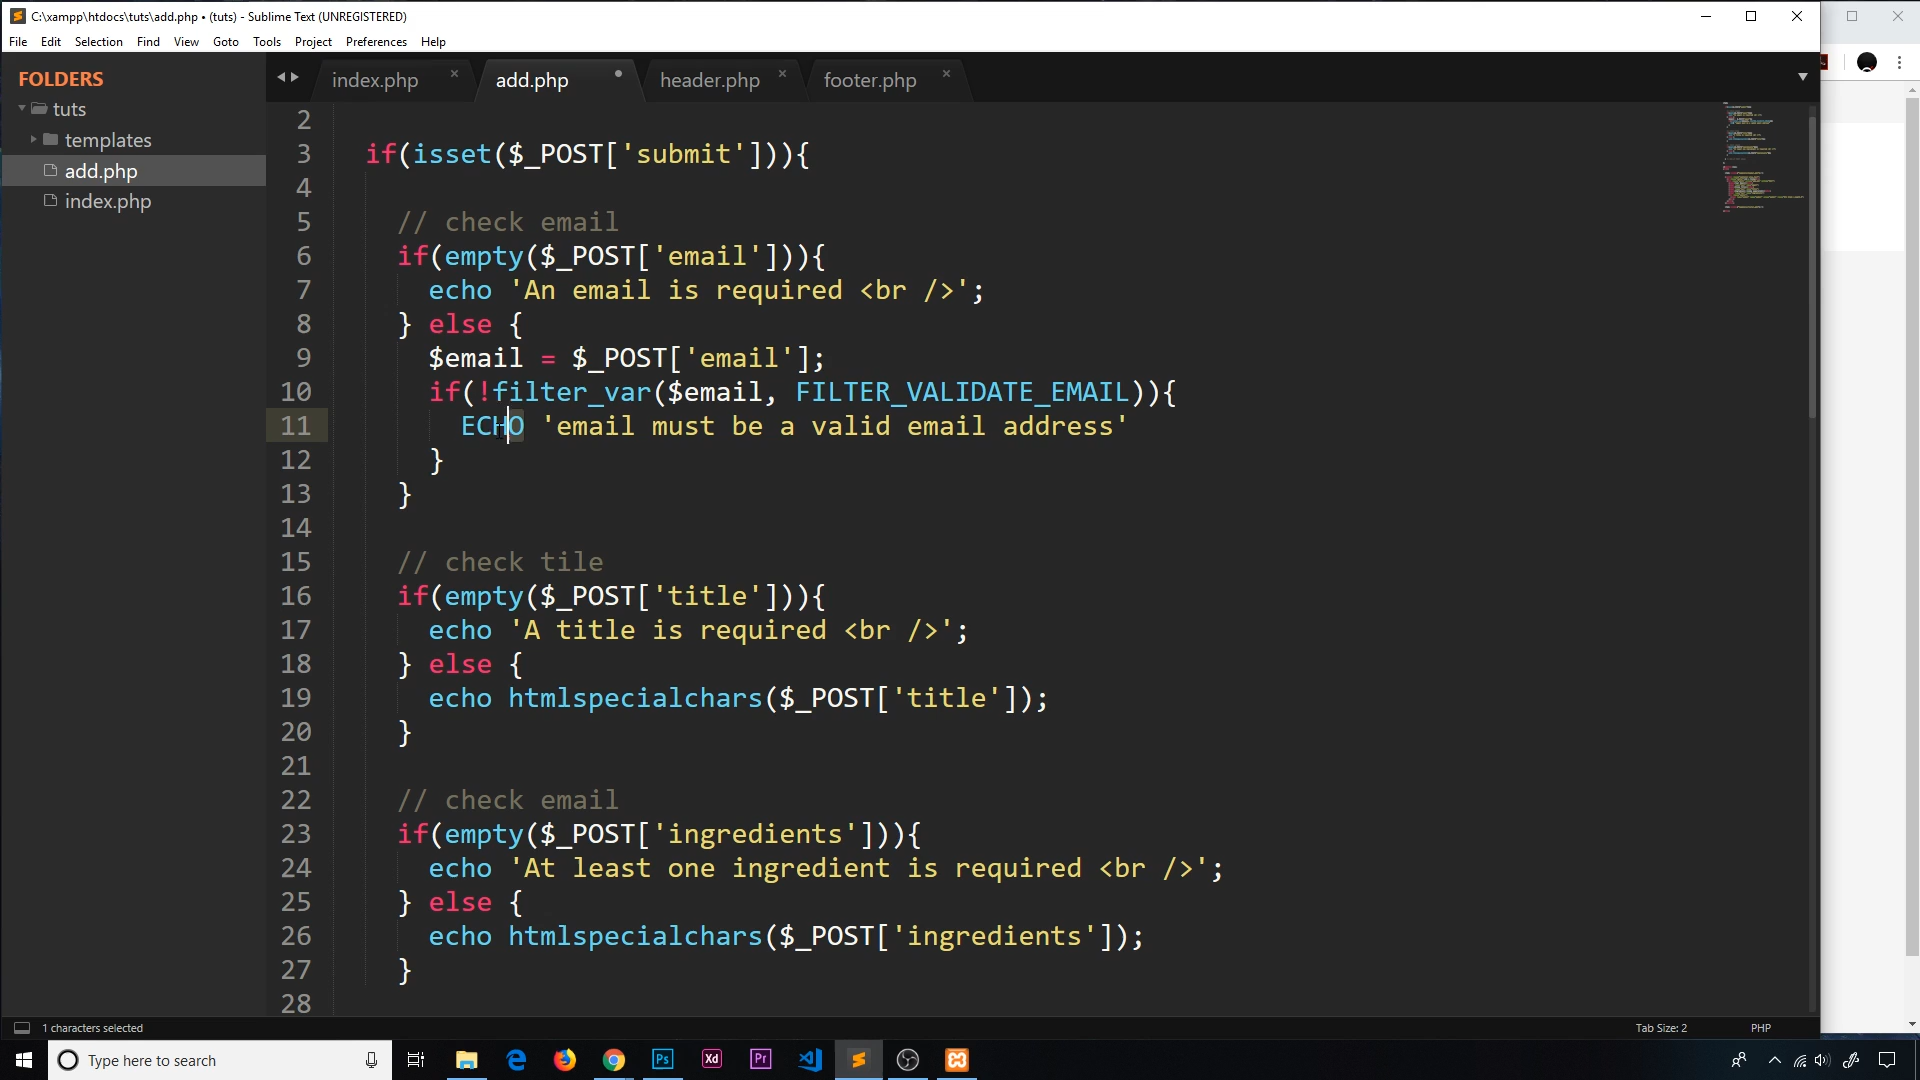 C:\xampp\htdocs\tuts\add.php • (tuts) - Sublime Text (UNREGISTERED)
File Edit Selection Find View Goto Tools Project Preferences Help
FOLDERS
tuts
templates
add.php
index.php
index.php add.php header.php footer.php
2
3 if(isset($_POST['submit'])){
4
5 // check email
6 if(empty($_POST['email'])){
7 echo 'An email is required <br />';
8 } else {
9 $email = $_POST['email'];
10 if(!filter_var($email, FILTER_VALIDATE_EMAIL)){
11 ECHO 'email must be a valid email address'
12 }
13 }
14
15 // check tile
16 if(empty($_POST['title'])){
17 echo 'A title is required <br />';
18 } else {
19 echo htmlspecialchars($_POST['title']);
20 }
21
22 // check email
23 if(empty($_POST['ingredients'])){
24 echo 'At least one ingredient is required <br />';
25 } else {
26 echo htmlspecialchars($_POST['ingredients']);
27 }
28
1 characters selected Tab Size: 2 PHP
Type here to search Ps Xd Pr